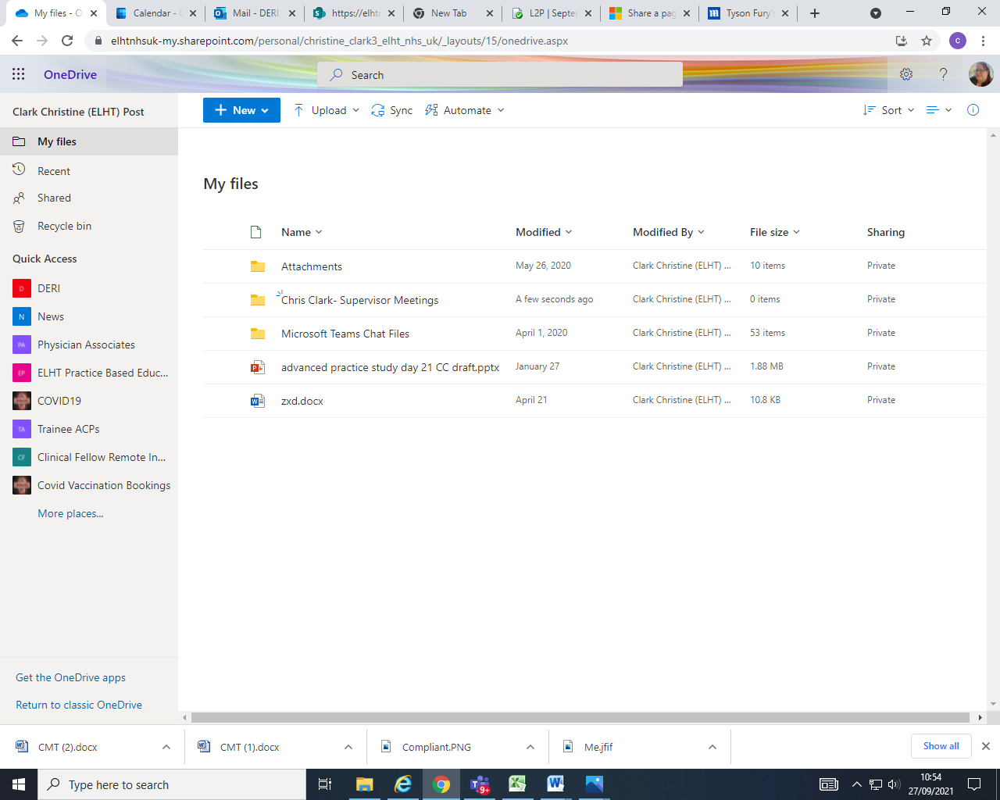 My files - O
Calendar - C
Mail - DERI
https://elhtn
New Tab
L2P | Septe
Share a pag
Tyson Fury's
elhtnhsuk-my.sharepoint.com/personal/christine_clark3_elht_nhs_uk/_layouts/15/onedrive.aspx
c
OneDrive
Search
Clark Christine (ELHT) Post
New
Upload
Sync
Automate
Sort
My files
Recent
Shared
Recycle bin
Quick Access
D DERI
N News
PA Physician Associates
EP ELHT Practice Based Educ...
COVID19
TA Trainee ACPs
CF Clinical Fellow Remote In...
Covid Vaccination Bookings
More places...
Get the OneDrive apps
Return to classic OneDrive
My files
Name Modified Modified By File size Sharing
Attachments May 26, 2020 Clark Christine (ELHT) ... 10 items Private
Chris Clark- Supervisor Meetings A few seconds ago Clark Christine (ELHT) ... 0 items Private
Microsoft Teams Chat Files April 1, 2020 Clark Christine (ELHT) ... 53 items Private
advanced practice study day 21 CC draft.pptx January 27 Clark Christine (ELHT) ... 1.88 MB Private
zxd.docx April 21 Clark Christine (ELHT) ... 10.8 KB Private
CMT (2).docx
CMT (1).docx
Compliant.PNG
Me.jfif
Show all
Type here to search
9+
10:54
27/09/2021